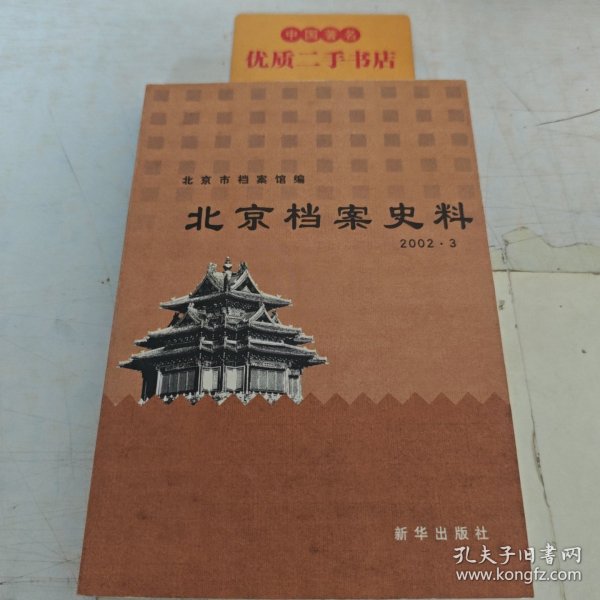 中国著名
优质二手书店
北京市档案馆编
北京档案史料
2002·3
新华出版社
孔夫子旧书网
www.kongfz.com